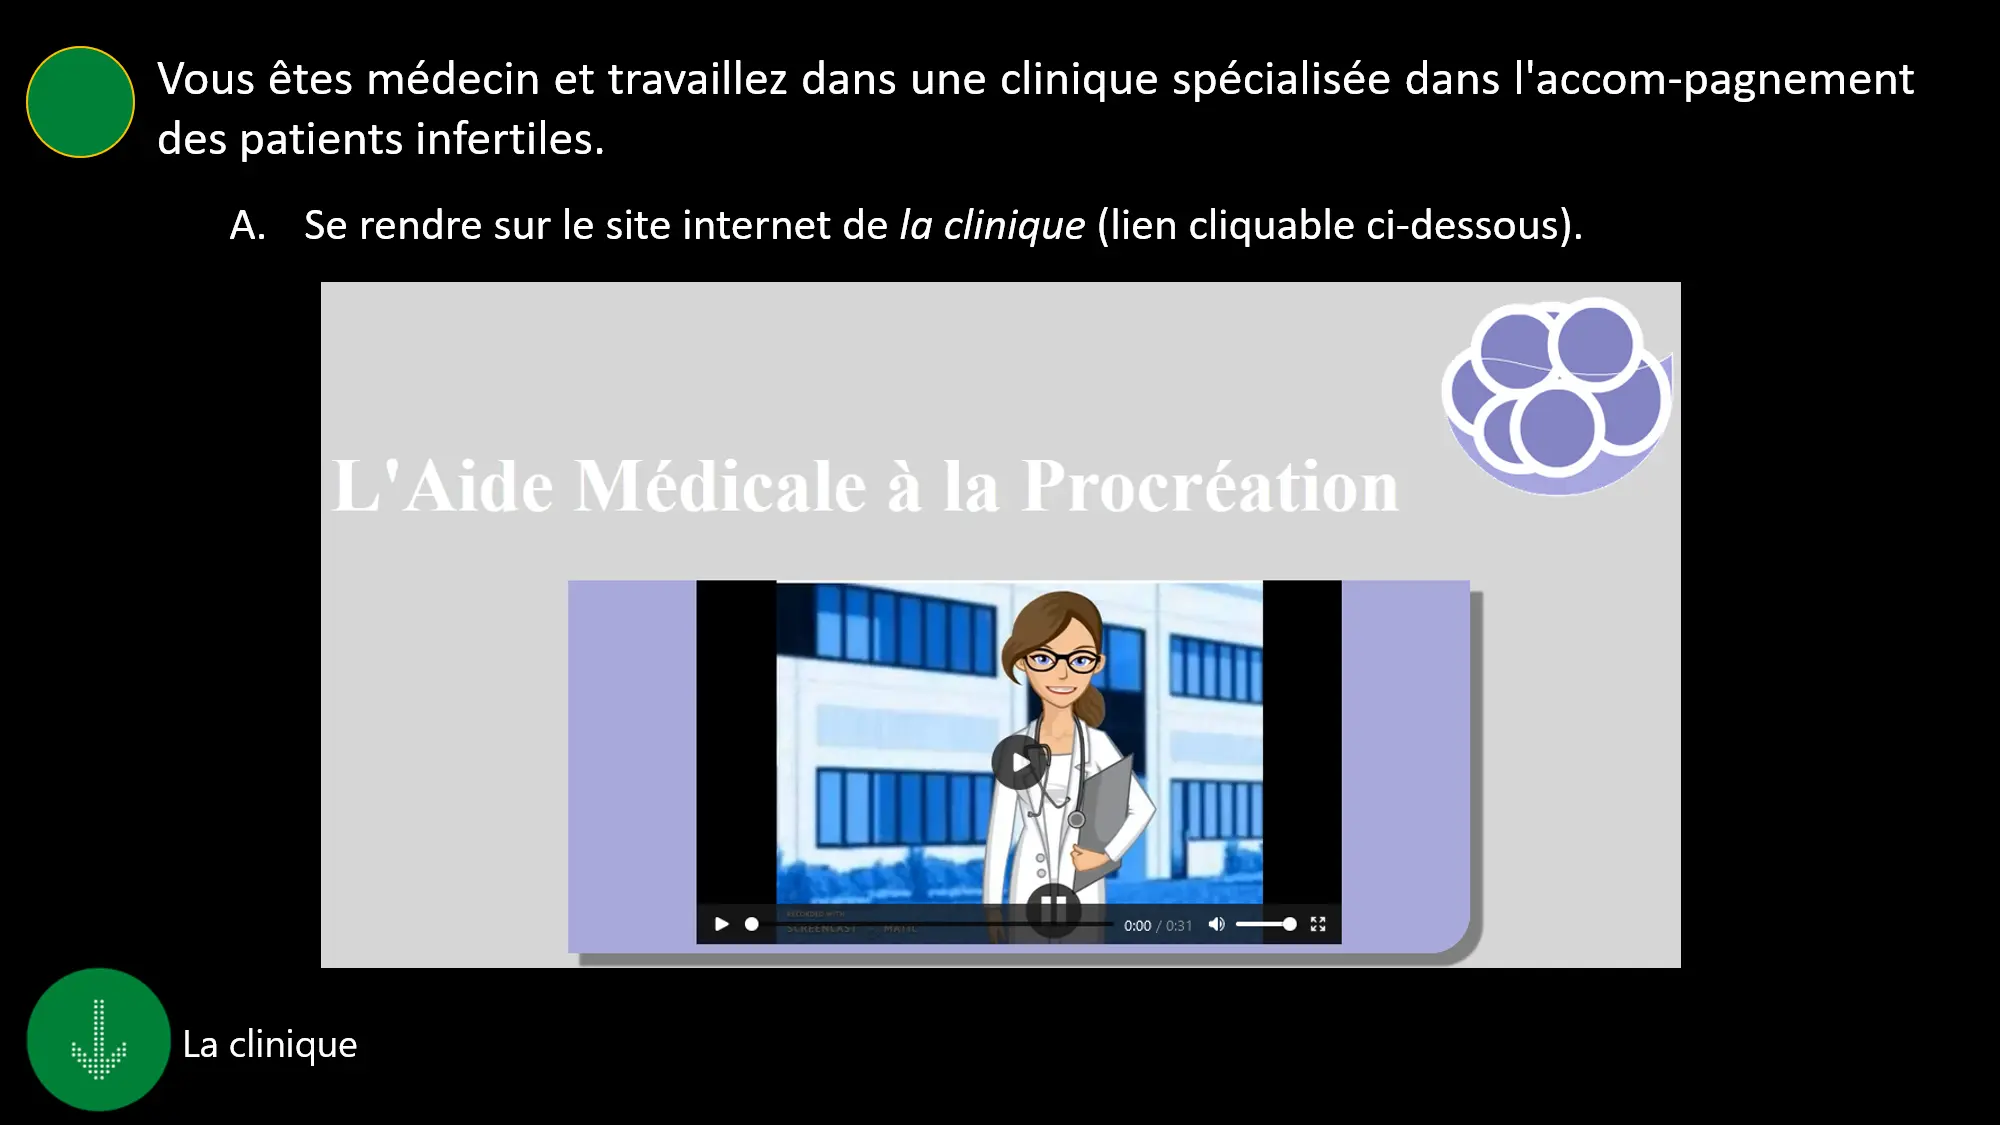 Vous êtes médecin et travaillez dans une clinique spécialisée dans l'accom-pagnement
des patients infertiles.
A. Se rendre sur le site internet de la clinique (lien cliquable ci-dessous).
L'Aide Médicale à la Procréation
RECORDED WITH
SCREENCAST MATIC
0:00 / 0:31
La clinique